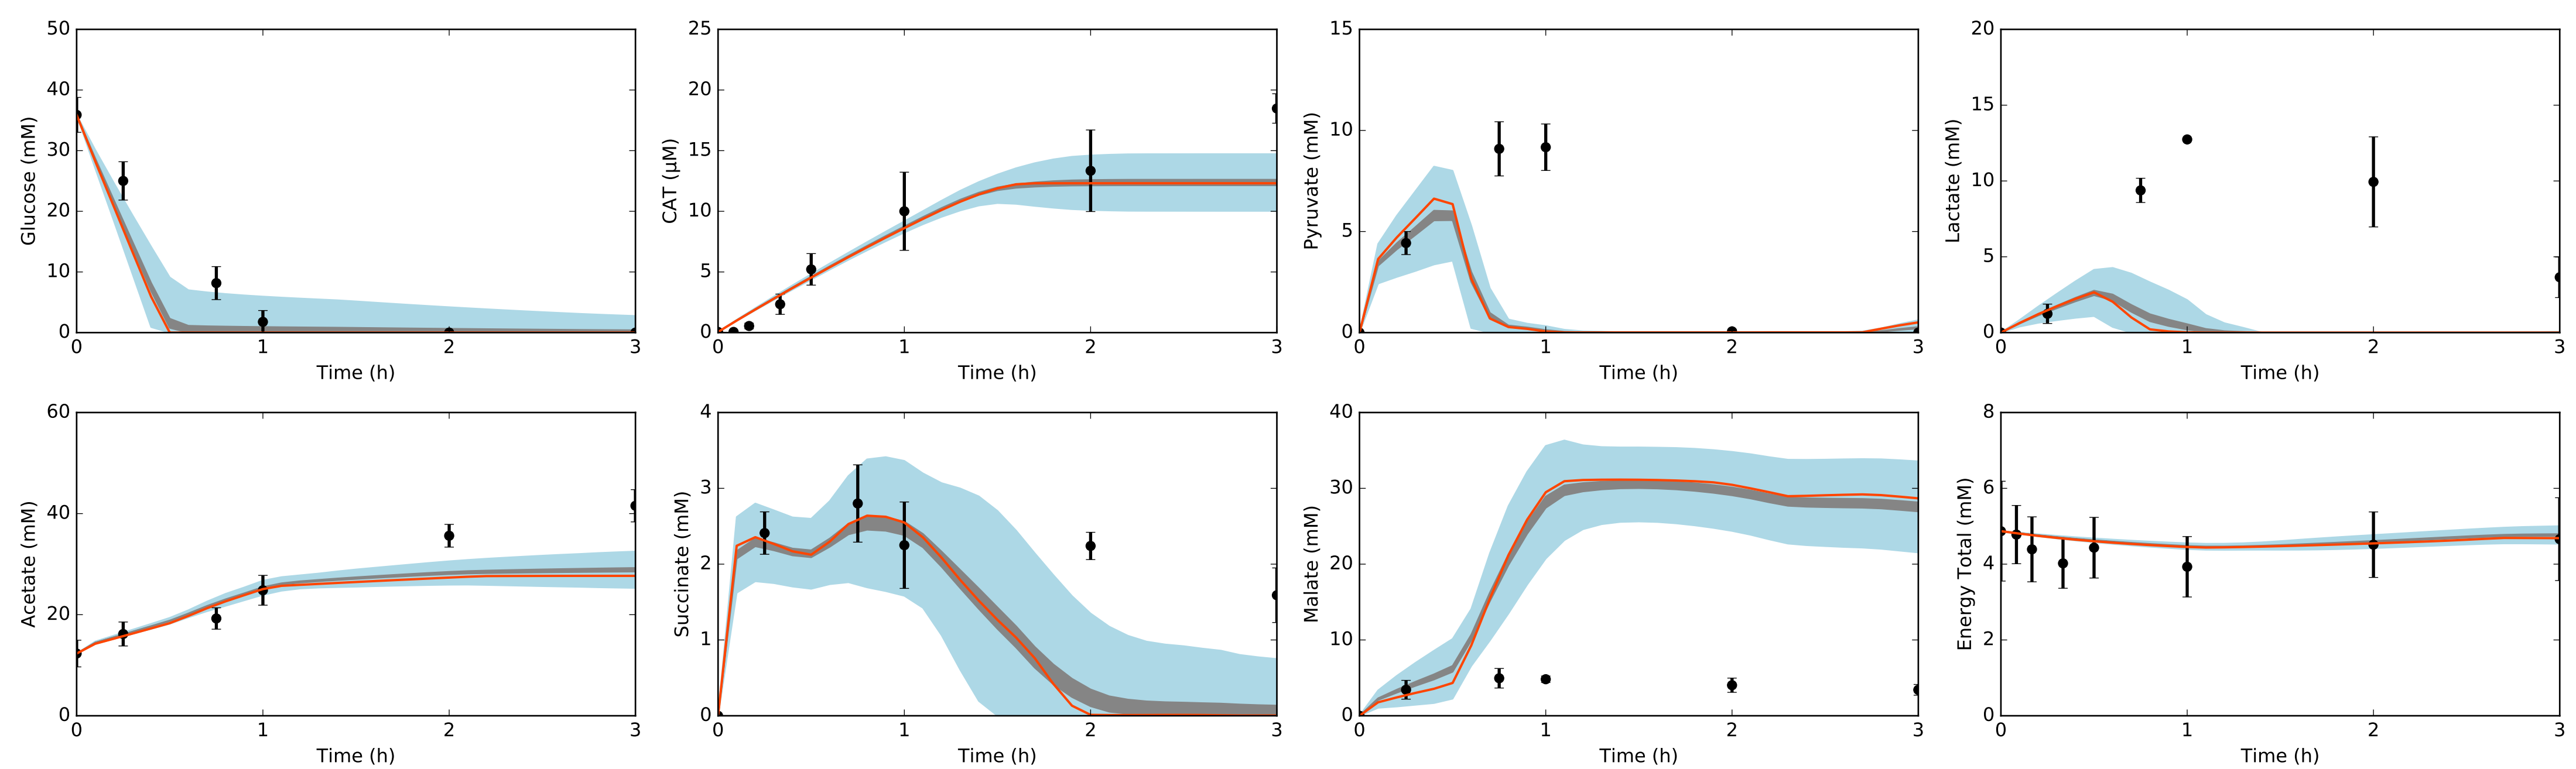 Glucose (mM)
50
40
30
20
10
0
0 1 2 3
Time (h)
CAT (μM)
25
20
15
10
5
0
0 1 2 3
Time (h)
Pyruvate (mM)
15
10
5
0
0 1 2 3
Time (h)
Lactate (mM)
20
15
10
5
0
0 1 2 3
Time (h)
Acetate (mM)
60
40
20
0
0 1 2 3
Time (h)
Succinate (mM)
4
3
2
1
0
0 1 2 3
Time (h)
Malate (mM)
40
30
20
10
0
0 1 2 3
Time (h)
Energy Total (mM)
8
6
4
2
0
0 1 2 3
Time (h)